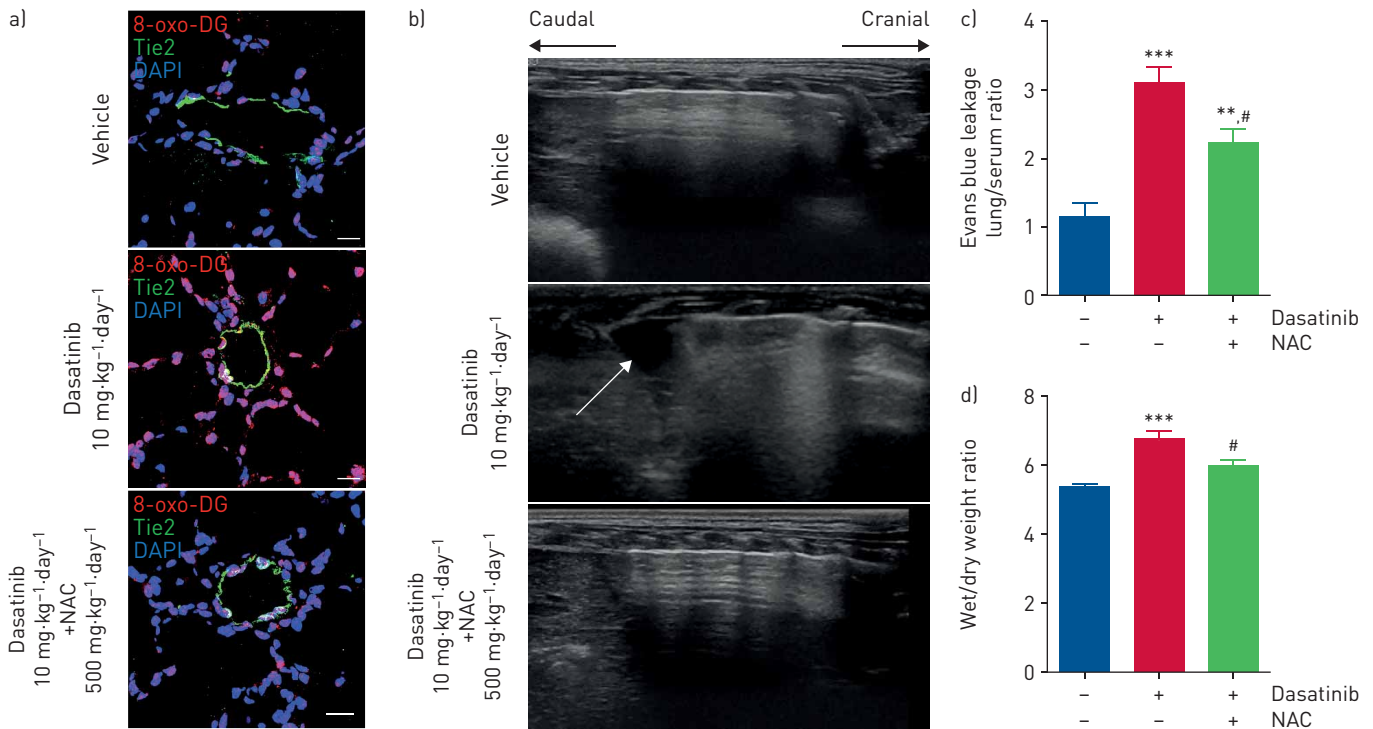 a)
8-oxo-DG
Tie2
DAPI
Vehicle
8-oxo-DG
Tie2
DAPI
Dasatinib
10 mg·kg⁻¹·day⁻¹
8-oxo-DG
Tie2
DAPI
Dasatinib
10 mg·kg⁻¹·day⁻¹
+NAC
500 mg·kg⁻¹·day⁻¹
b)
Caudal
Cranial
Vehicle
Dasatinib
10 mg·kg⁻¹·day⁻¹
Dasatinib
10 mg·kg⁻¹·day⁻¹
+NAC
500 mg·kg⁻¹·day⁻¹
c)
Evans blue leakage
lung/serum ratio
4
3
2
1
0
***
**,#
– + + Dasatinib
– – + NAC
d)
Wet/dry weight ratio
8
6
4
2
0
***
#
– + + Dasatinib
– – + NAC